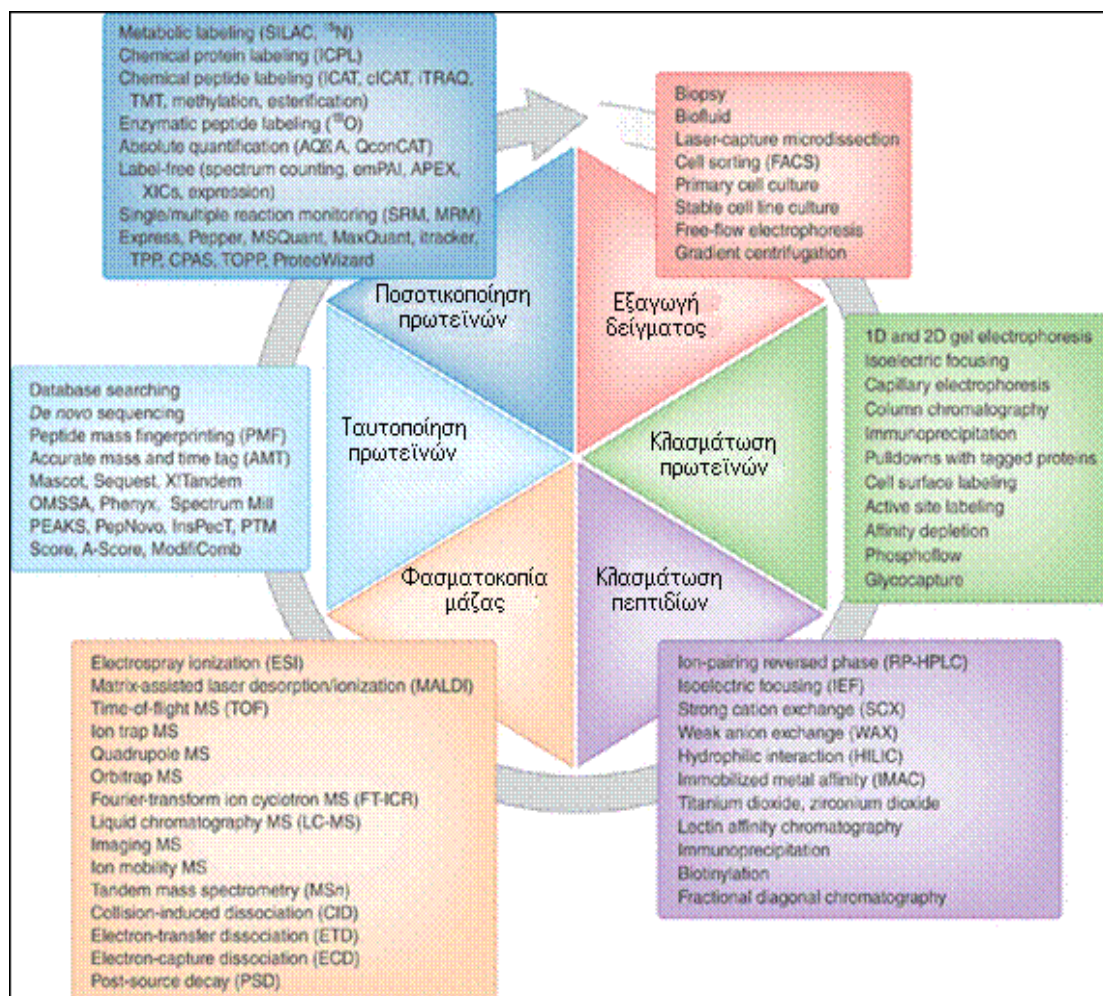 Metabolic labeling (SILAC, ¹⁵N)
Chemical protein labeling (ICPL)
Chemical peptide labeling (ICAT, cICAT, iTRAQ,
TMT, methylation, esterification)
Enzymatic peptide labeling (¹⁸O)
Absolute quantification (AQUA, QconCAT)
Label-free (spectrum counting, emPAI, APEX,
XICs, expression)
Single/multiple reaction monitoring (SRM, MRM)
Express, Pepper, MSQuant, MaxQuant, itracker,
TPP, CPAS, TOPP, ProteoWizard
Biopsy
Biofluid
Laser-capture microdissection
Cell sorting (FACS)
Primary cell culture
Stable cell line culture
Free-flow electrophoresis
Gradient centrifugation
Ποσοτικοποίηση
πρωτεϊνών
Εξαγωγή
δείγματος
1D and 2D gel electrophoresis
Isoelectric focusing
Capillary electrophoresis
Column chromatography
Immunoprecipitation
Pulldowns with tagged proteins
Cell surface labeling
Active site labeling
Affinity depletion
Phosphoflow
Glycocapture
Database searching
De novo sequencing
Peptide mass fingerprinting (PMF)
Accurate mass and time tag (AMT)
Mascot, Sequest, X!Tandem
OMSSA, Phenyx, Spectrum Mill
PEAKS, PepNovo, InsPecT, PTM
Score, A-Score, ModifiComb
Ταυτοποίηση
πρωτεϊνών
Κλασμάτωση
πρωτεϊνών
Φασματοκοπία
μάζας
Κλασμάτωση
πεπτιδίων
Electrospray ionization (ESI)
Matrix-assisted laser desorption/ionization (MALDI)
Time-of-flight MS (TOF)
Ion trap MS
Quadrupole MS
Orbitrap MS
Fourier-transform ion cyclotron MS (FT-ICR)
Liquid chromatography MS (LC-MS)
Imaging MS
Ion mobility MS
Tandem mass spectrometry (MSn)
Collision-induced dissociation (CID)
Electron-transfer dissociation (ETD)
Electron-capture dissociation (ECD)
Post-source decay (PSD)
Ion-pairing reversed phase (RP-HPLC)
Isoelectric focusing (IEF)
Strong cation exchange (SCX)
Weak anion exchange (WAX)
Hydrophilic interaction (HILIC)
Immobilized metal affinity (IMAC)
Titanium dioxide, zirconium dioxide
Lectin affinity chromatography
Immunoprecipitation
Biotinylation
Fractional diagonal chromatography